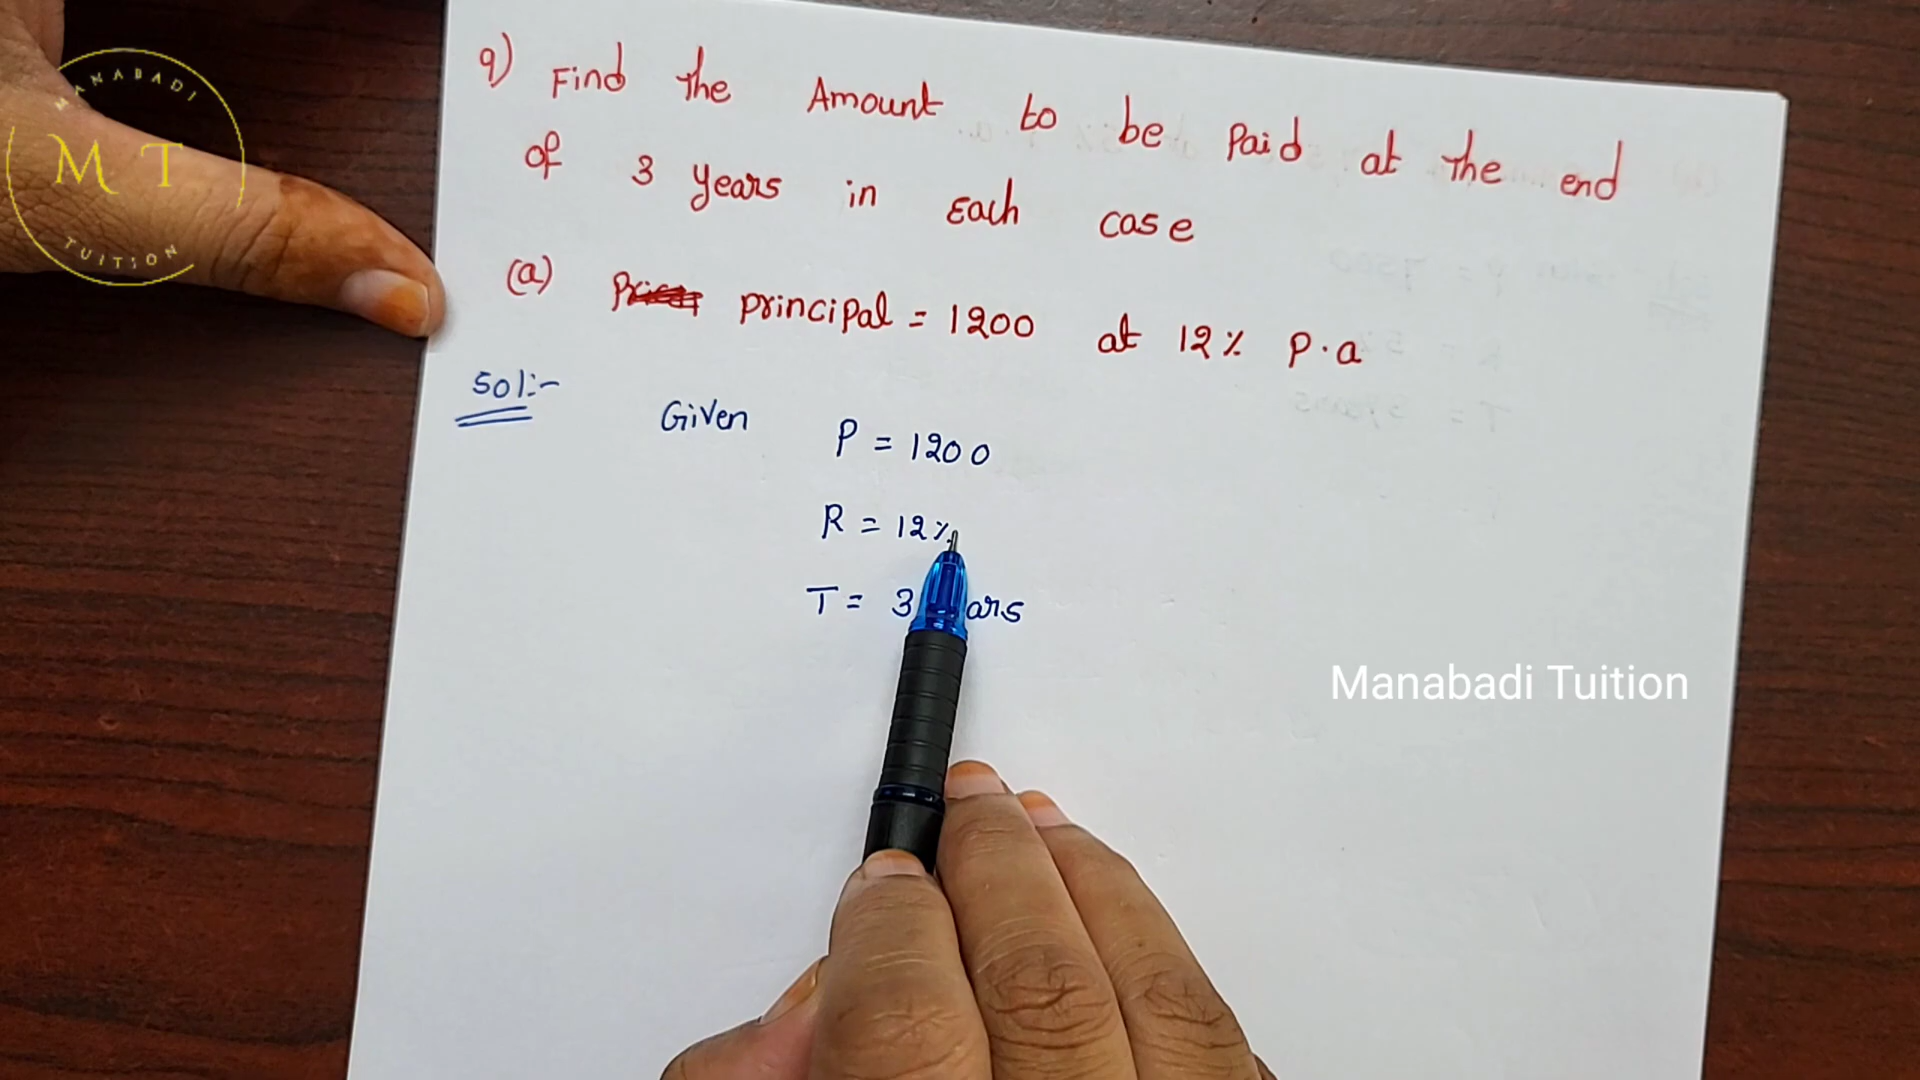 MANABADI
M T
TUITION
9) Find the Amount to be Paid at the end
of 3 years in Each case
(a) principal = 1200 at 12% P.a
Sol:-
Given P = 1200
R = 12%
T = 3
Manabadi Tuition